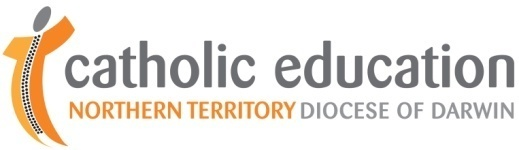 catholic education
NORTHERN TERRITORY DIOCESE OF DARWIN